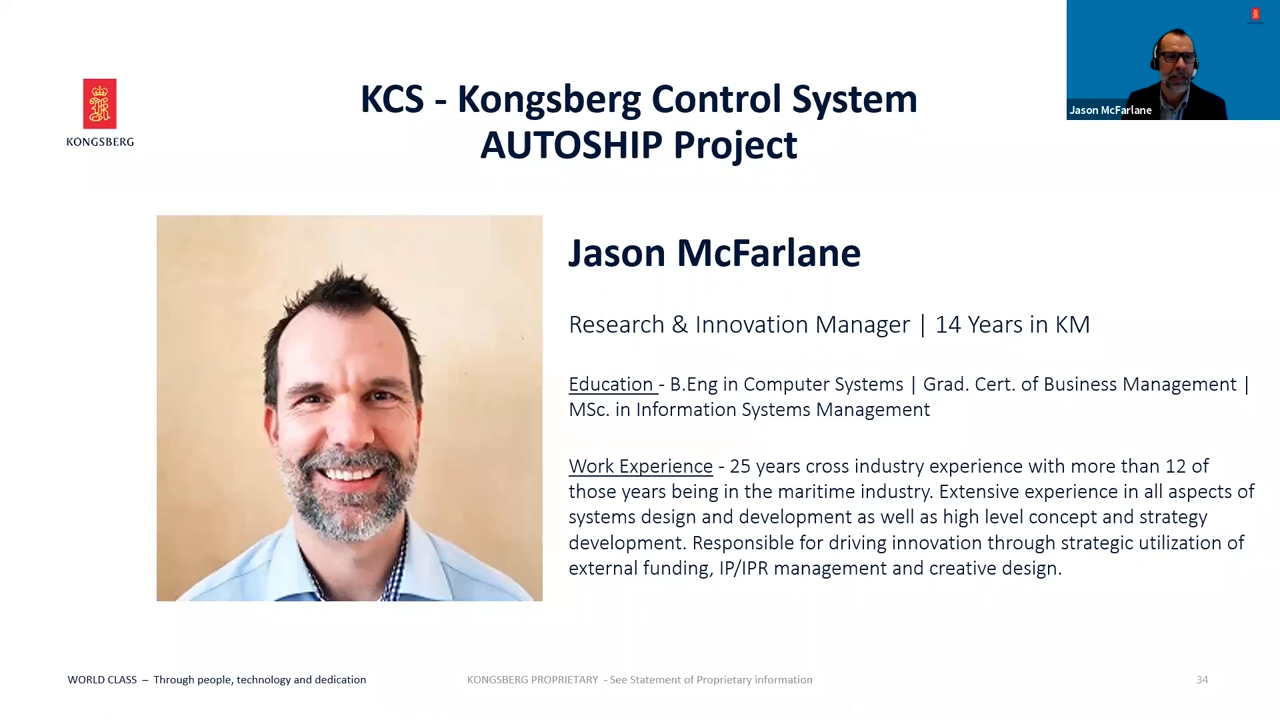 KCS - Kongsberg Control System
AUTOSHIP Project
KONGSBERG
Jason McFarlane
Jason McFarlane
Research & Innovation Manager | 14 Years in KM
Education - B.Eng in Computer Systems | Grad. Cert. of Business Management |
MSc. in Information Systems Management
Work Experience - 25 years cross industry experience with more than 12 of
those years being in the maritime industry. Extensive experience in all aspects of
systems design and development as well as high level concept and strategy
development. Responsible for driving innovation through strategic utilization of
external funding, IP/IPR management and creative design.
WORLD CLASS – Through people, technology and dedication
KONGSBERG PROPRIETARY - See Statement of Proprietary information
34